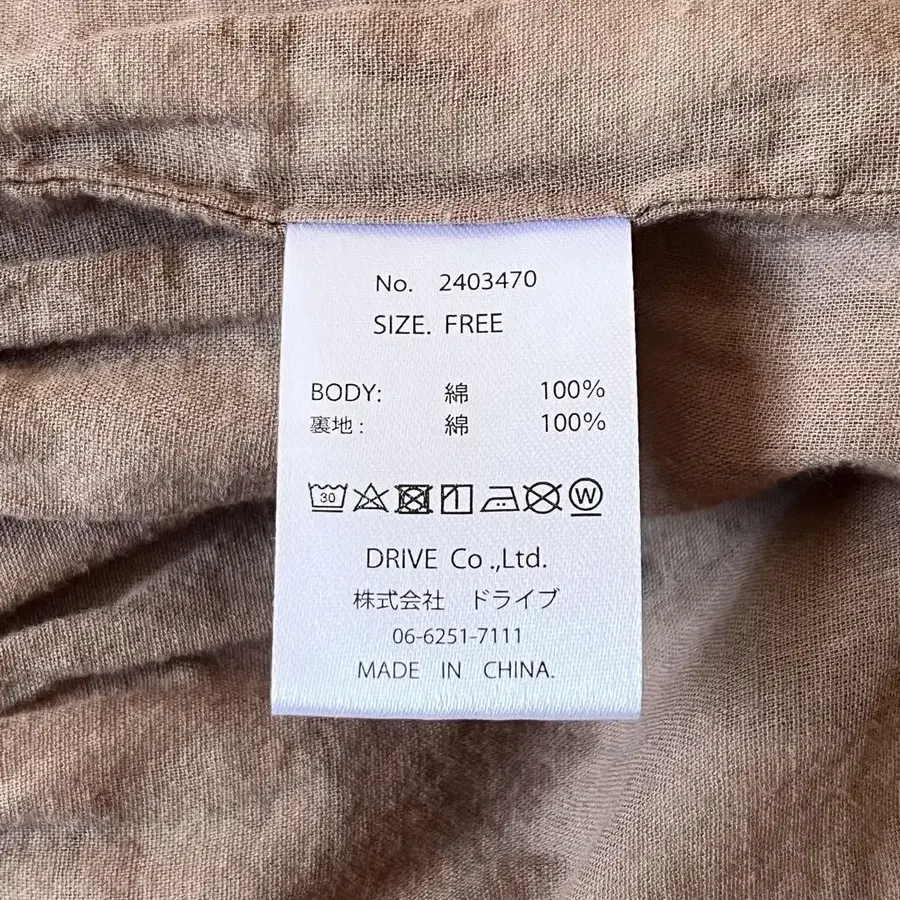 No. 2403470
SIZE. FREE
BODY: 綿 100%
裏地: 綿 100%
30
W
DRIVE Co .,Ltd.
株式会社 ドライブ
06-6251-7111
MADE IN CHINA.